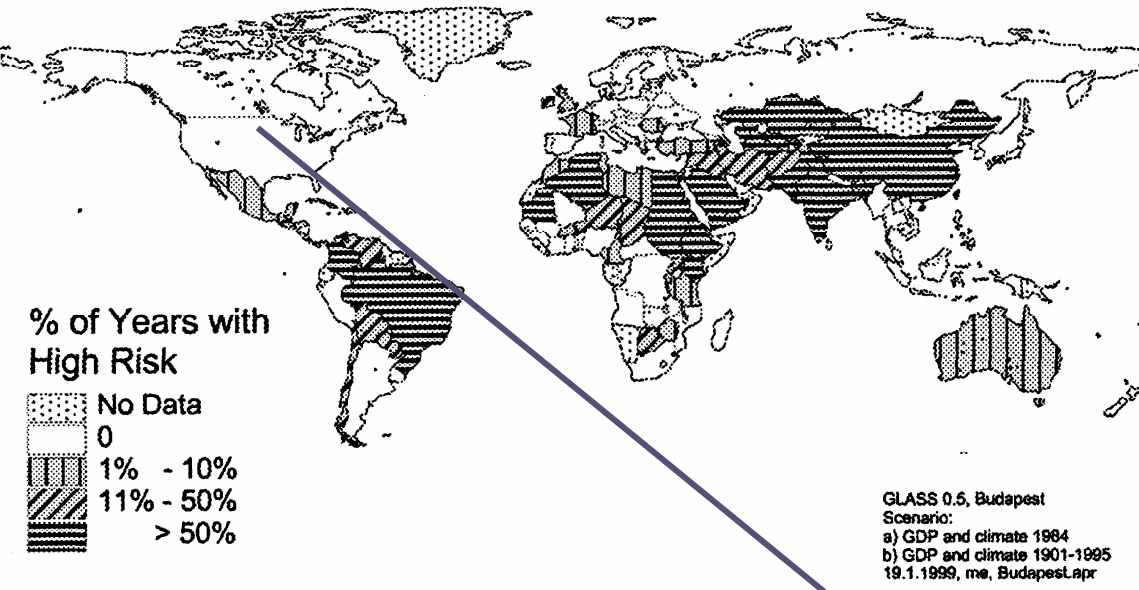 % of Years with
High Risk
No Data
0
1% - 10%
11% - 50%
> 50%
GLASS 0.5, Budapest
Scenario:
a) GDP and climate 1984
b) GDP and climate 1901-1995
19.1.1999, me, Budapest.apr